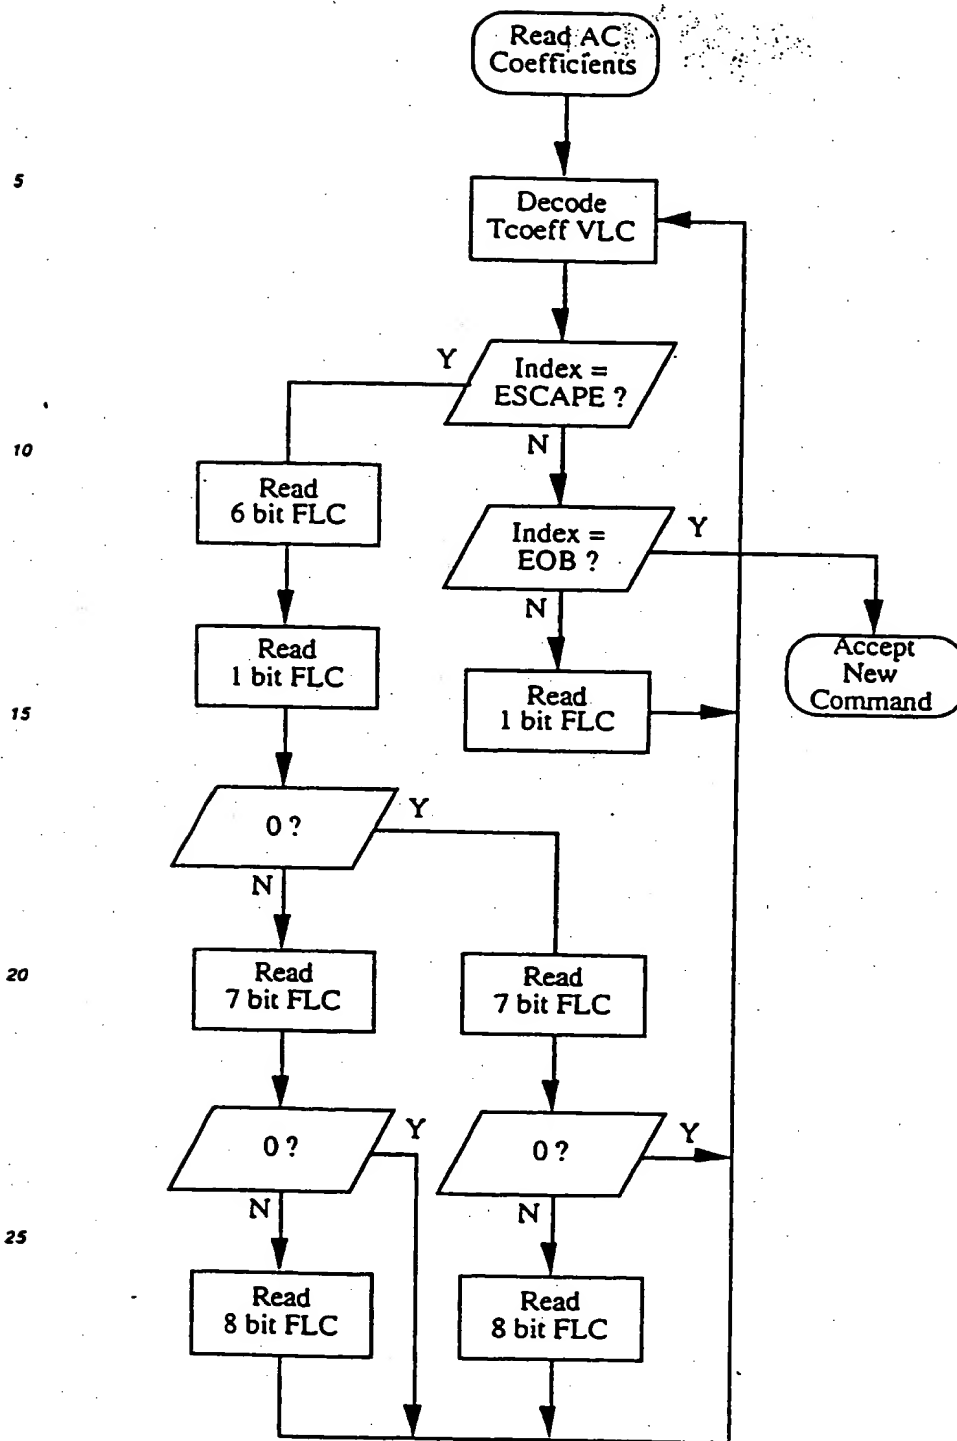 Read AC
Coefficients
5
Decode
Tcoeff VLC
Y
Index =
ESCAPE ?
10
N
Read
6 bit FLC
Index =
EOB ?
Y
N
Read
1 bit FLC
Accept
New
Command
Read
1 bit FLC
15
0 ?
Y
N
20
Read
7 bit FLC
Read
7 bit FLC
0 ?
Y
0 ?
Y
N
N
25
Read
8 bit FLC
Read
8 bit FLC